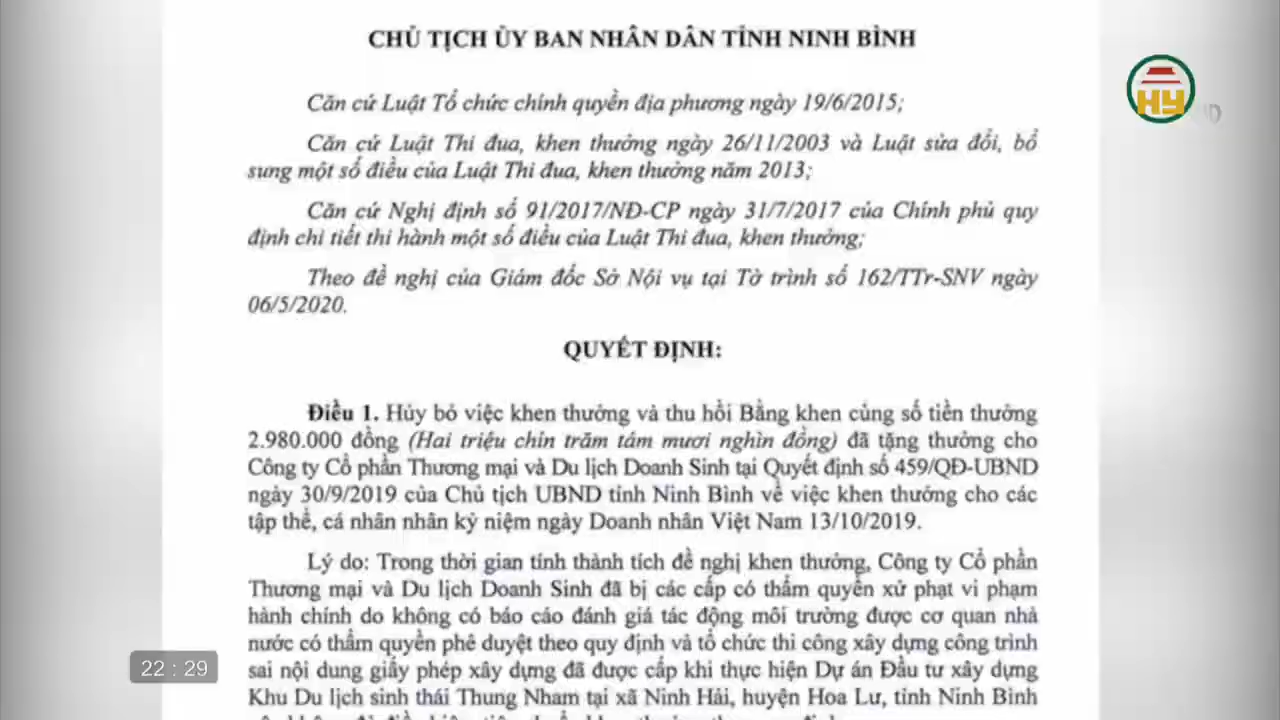 CHỦ TỊCH ỦY BAN NHÂN DÂN TỈNH NINH BÌNH
HY
HD
Căn cứ Luật Tổ chức chính quyền địa phương ngày 19/6/2015;
Căn cứ Luật Thi đua, khen thưởng ngày 26/11/2003 và Luật sửa đổi, bổ
sung một số điều của Luật Thi đua, khen thưởng năm 2013;
Căn cứ Nghị định số 91/2017/NĐ-CP ngày 31/7/2017 của Chính phủ quy
định chi tiết thi hành một số điều của Luật Thi đua, khen thưởng;
Theo đề nghị của Giám đốc Sở Nội vụ tại Tờ trình số 162/TTr-SNV ngày
06/5/2020.
QUYẾT ĐỊNH:
Điều 1. Hủy bỏ việc khen thưởng và thu hồi Bằng khen cùng số tiền thưởng
2.980.000 đồng (Hai triệu chín trăm tám mươi nghìn đồng) đã tặng thưởng cho
Công ty Cổ phần Thương mại và Du lịch Doanh Sinh tại Quyết định số 459/QĐ-UBND
ngày 30/9/2019 của Chủ tịch UBND tỉnh Ninh Bình về việc khen thưởng cho các
tập thể, cá nhân nhân kỷ niệm ngày Doanh nhân Việt Nam 13/10/2019.
Lý do: Trong thời gian tính thành tích đề nghị khen thưởng, Công ty Cổ phần
Thương mại và Du lịch Doanh Sinh đã bị các cấp có thẩm quyền xử phạt vi phạm
hành chính do không có báo cáo đánh giá tác động môi trường được cơ quan nhà
nước có thẩm quyền phê duyệt theo quy định và tổ chức thi công xây dựng công trình
sai nội dung giấy phép xây dựng đã được cấp khi thực hiện Dự án Đầu tư xây dựng
Khu Du lịch sinh thái Thung Nham tại xã Ninh Hải, huyện Hoa Lư, tỉnh Ninh Bình
22 : 29